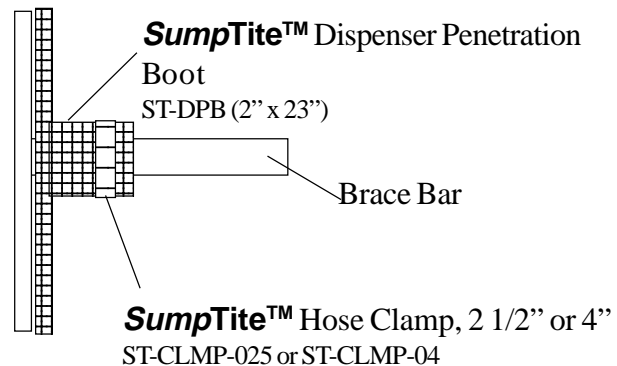 SumpTite™ Dispenser Penetration
Boot
ST-DPB (2” x 23”)
Brace Bar
SumpTite™ Hose Clamp, 2 1/2” or 4”
ST-CLMP-025 or ST-CLMP-04